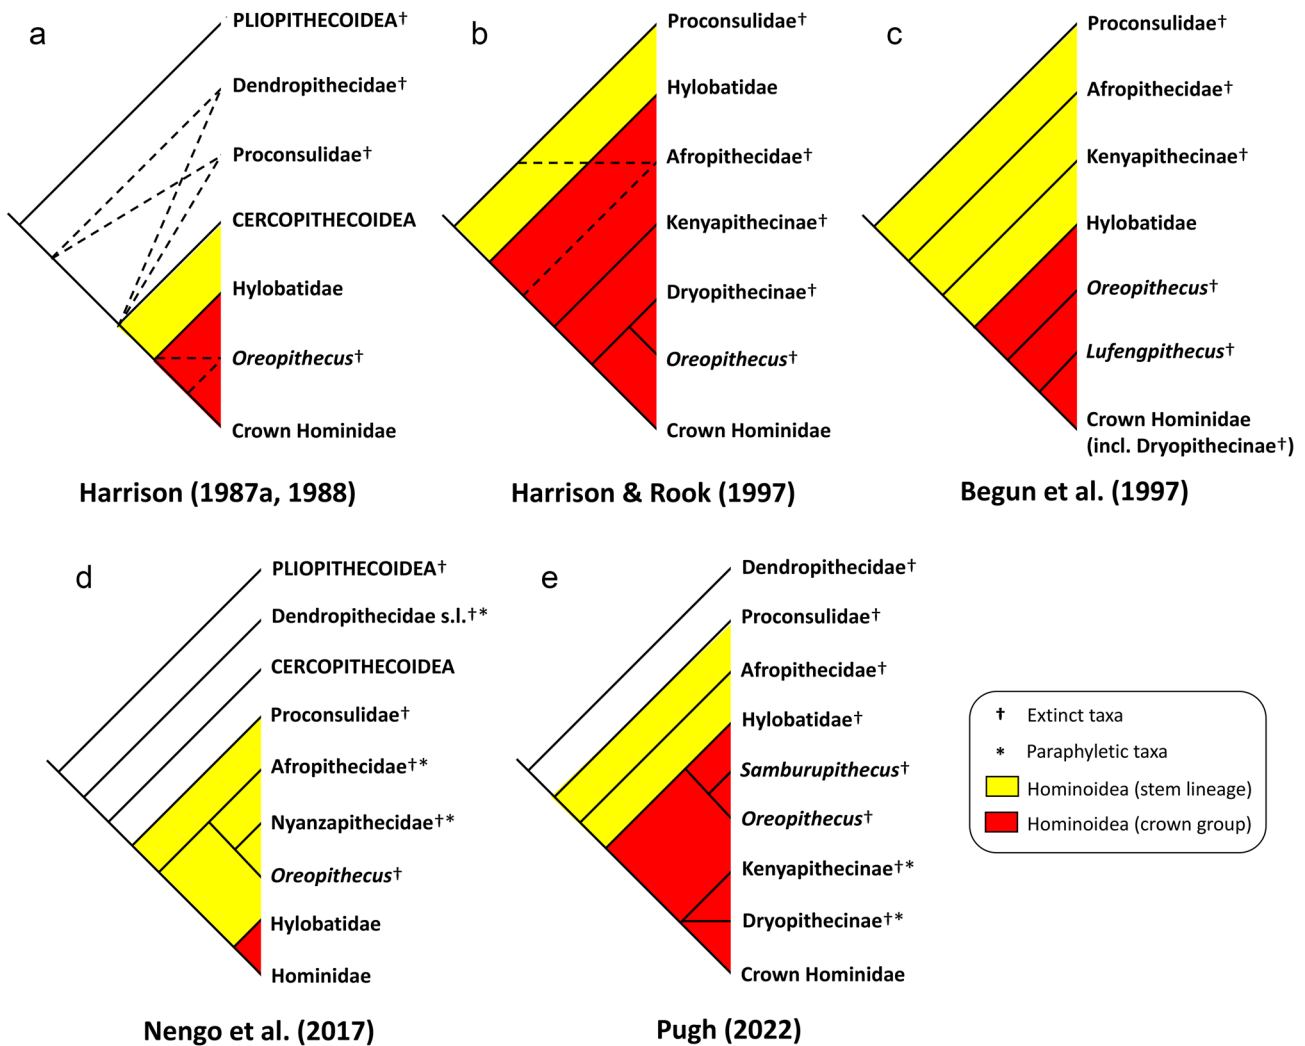 a
PLIOPITHECOIDEA†
Dendropithecidae†
Proconsulidae†
CERCOPITHECOIDEA
Hylobatidae
Oreopithecus†
Crown Hominidae
Harrison (1987a, 1988)
b
Proconsulidae†
Hylobatidae
Afropithecidae†
Kenyapithecinae†
Dryopithecinae†
Oreopithecus†
Crown Hominidae
Harrison & Rook (1997)
c
Proconsulidae†
Afropithecidae†
Kenyapithecinae†
Hylobatidae
Oreopithecus†
Lufengpithecus†
Crown Hominidae
(incl. Dryopithecinae†)
Begun et al. (1997)
d
PLIOPITHECOIDEA†
Dendropithecidae s.l.†*
CERCOPITHECOIDEA
Proconsulidae†
Afropithecidae†*
Nyanzapithecidae†*
Oreopithecus†
Hylobatidae
Hominidae
Nengo et al. (2017)
e
Dendropithecidae†
Proconsulidae†
Afropithecidae†
Hylobatidae†
Samburupithecus†
Oreopithecus†
Kenyapithecinae†*
Dryopithecinae†*
Crown Hominidae
Pugh (2022)
† Extinct taxa
* Paraphyletic taxa
Hominoidea (stem lineage)
Hominoidea (crown group)